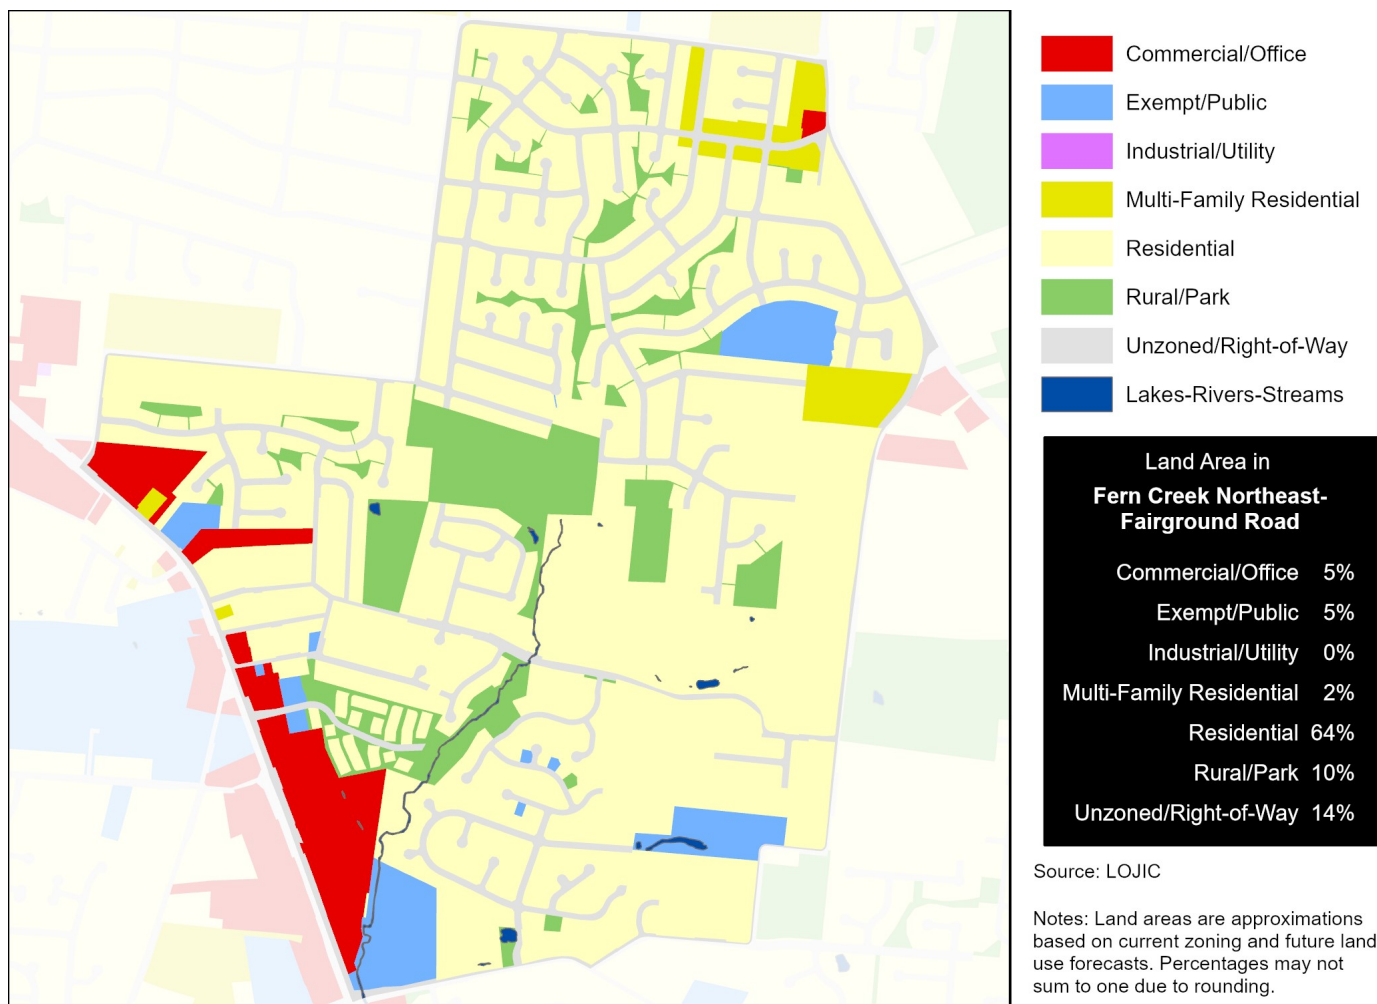 Commercial/Office
Exempt/Public
Industrial/Utility
Multi-Family Residential
Residential
Rural/Park
Unzoned/Right-of-Way
Lakes-Rivers-Streams
Land Area in
Fern Creek Northeast-
Fairground Road
Commercial/Office 5%
Exempt/Public 5%
Industrial/Utility 0%
Multi-Family Residential 2%
Residential 64%
Rural/Park 10%
Unzoned/Right-of-Way 14%
Source: LOJIC
Notes: Land areas are approximations
based on current zoning and future land
use forecasts. Percentages may not
sum to one due to rounding.